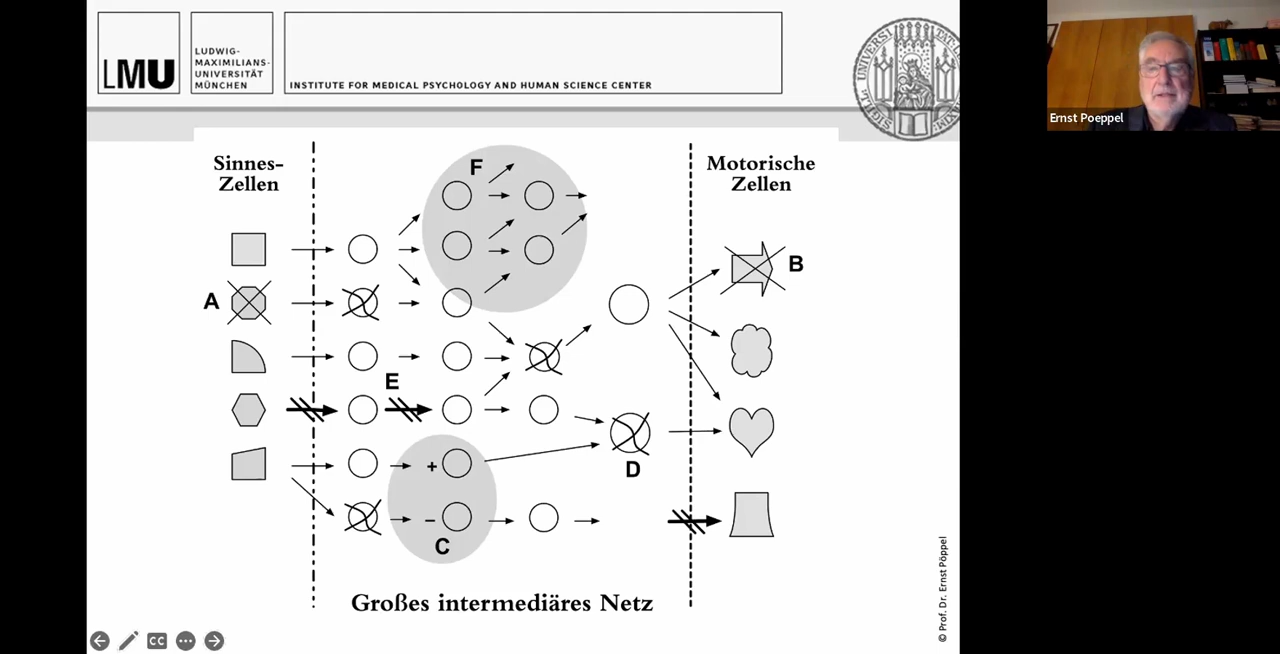 LMU
LUDWIG-
MAXIMILIANS-
UNIVERSITÄT
MÜNCHEN
INSTITUTE FOR MEDICAL PSYCHOLOGY AND HUMAN SCIENCE CENTER
Ernst Poeppel
Sinnes-
Zellen
Motorische
Zellen
F
B
A
E
+
D
–
C
Großes intermediäres Netz
© Prof. Dr. Ernst Pöppel
CC